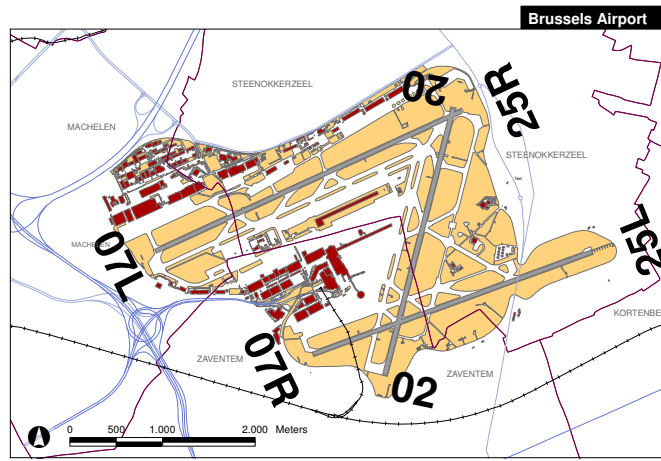 Brussels Airport
STEENOKKERZEEL
20
25R
MACHELEN
STEENOKKERZEEL
07L
MACHELEN
25L
KORTENBE
07R
ZAVENTEM
02
ZAVENTEM
0 500 1.000 2.000 Meters